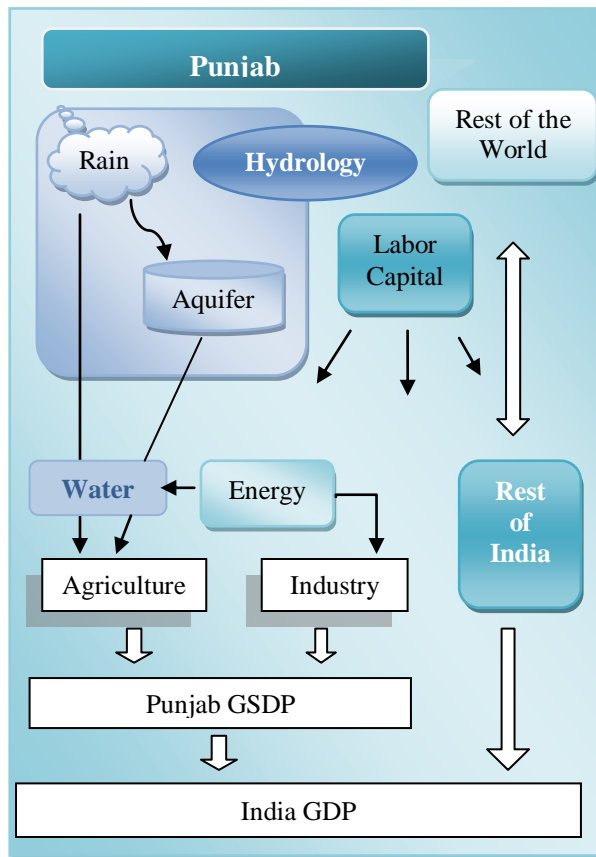 Punjab
Rest of the
World
Rain
Hydrology
Labor
Capital
Aquifer
Water
Energy
Rest
of
India
Agriculture
Industry
Punjab GSDP
India GDP